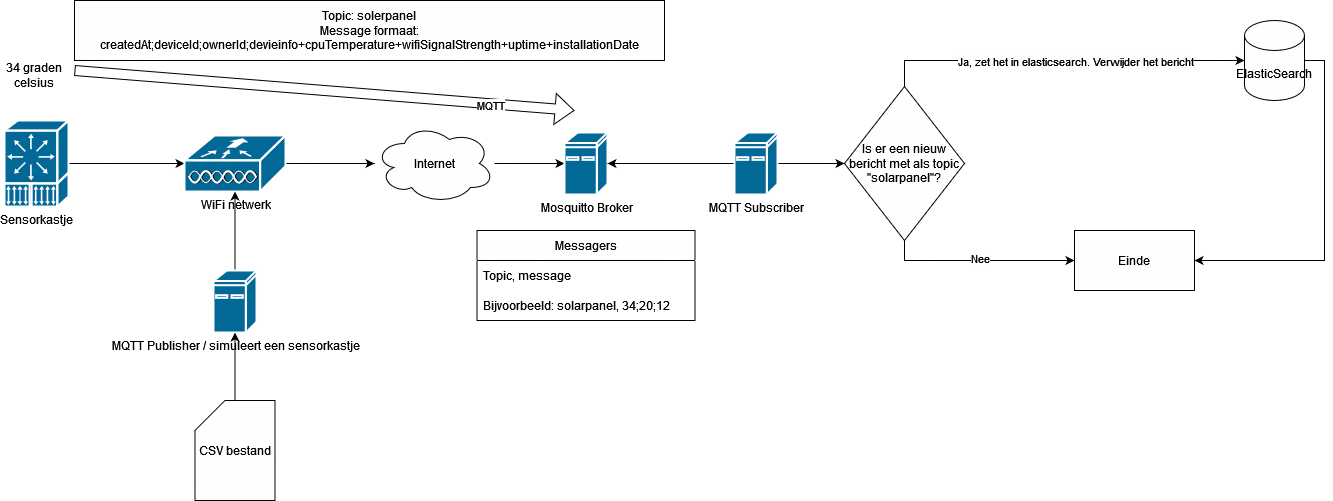 Topic: solerpanel
Message formaat:
createdAt;deviceId;ownerId;devieinfo+cpuTemperature+wifiSignalStrength+uptime+installationDate
34 graden
celsius
MQTT
Ja, zet het in elasticsearch. Verwijder het bericht
ElasticSearch
Sensorkastje
WiFi netwerk
Internet
Mosquitto Broker
MQTT Subscriber
Is er een nieuw
bericht met als topic
"solarpanel"?
Messagers
Topic, message
Bijvoorbeeld: solarpanel, 34;20;12
Nee
Einde
MQTT Publisher / simuleert een sensorkastje
CSV bestand